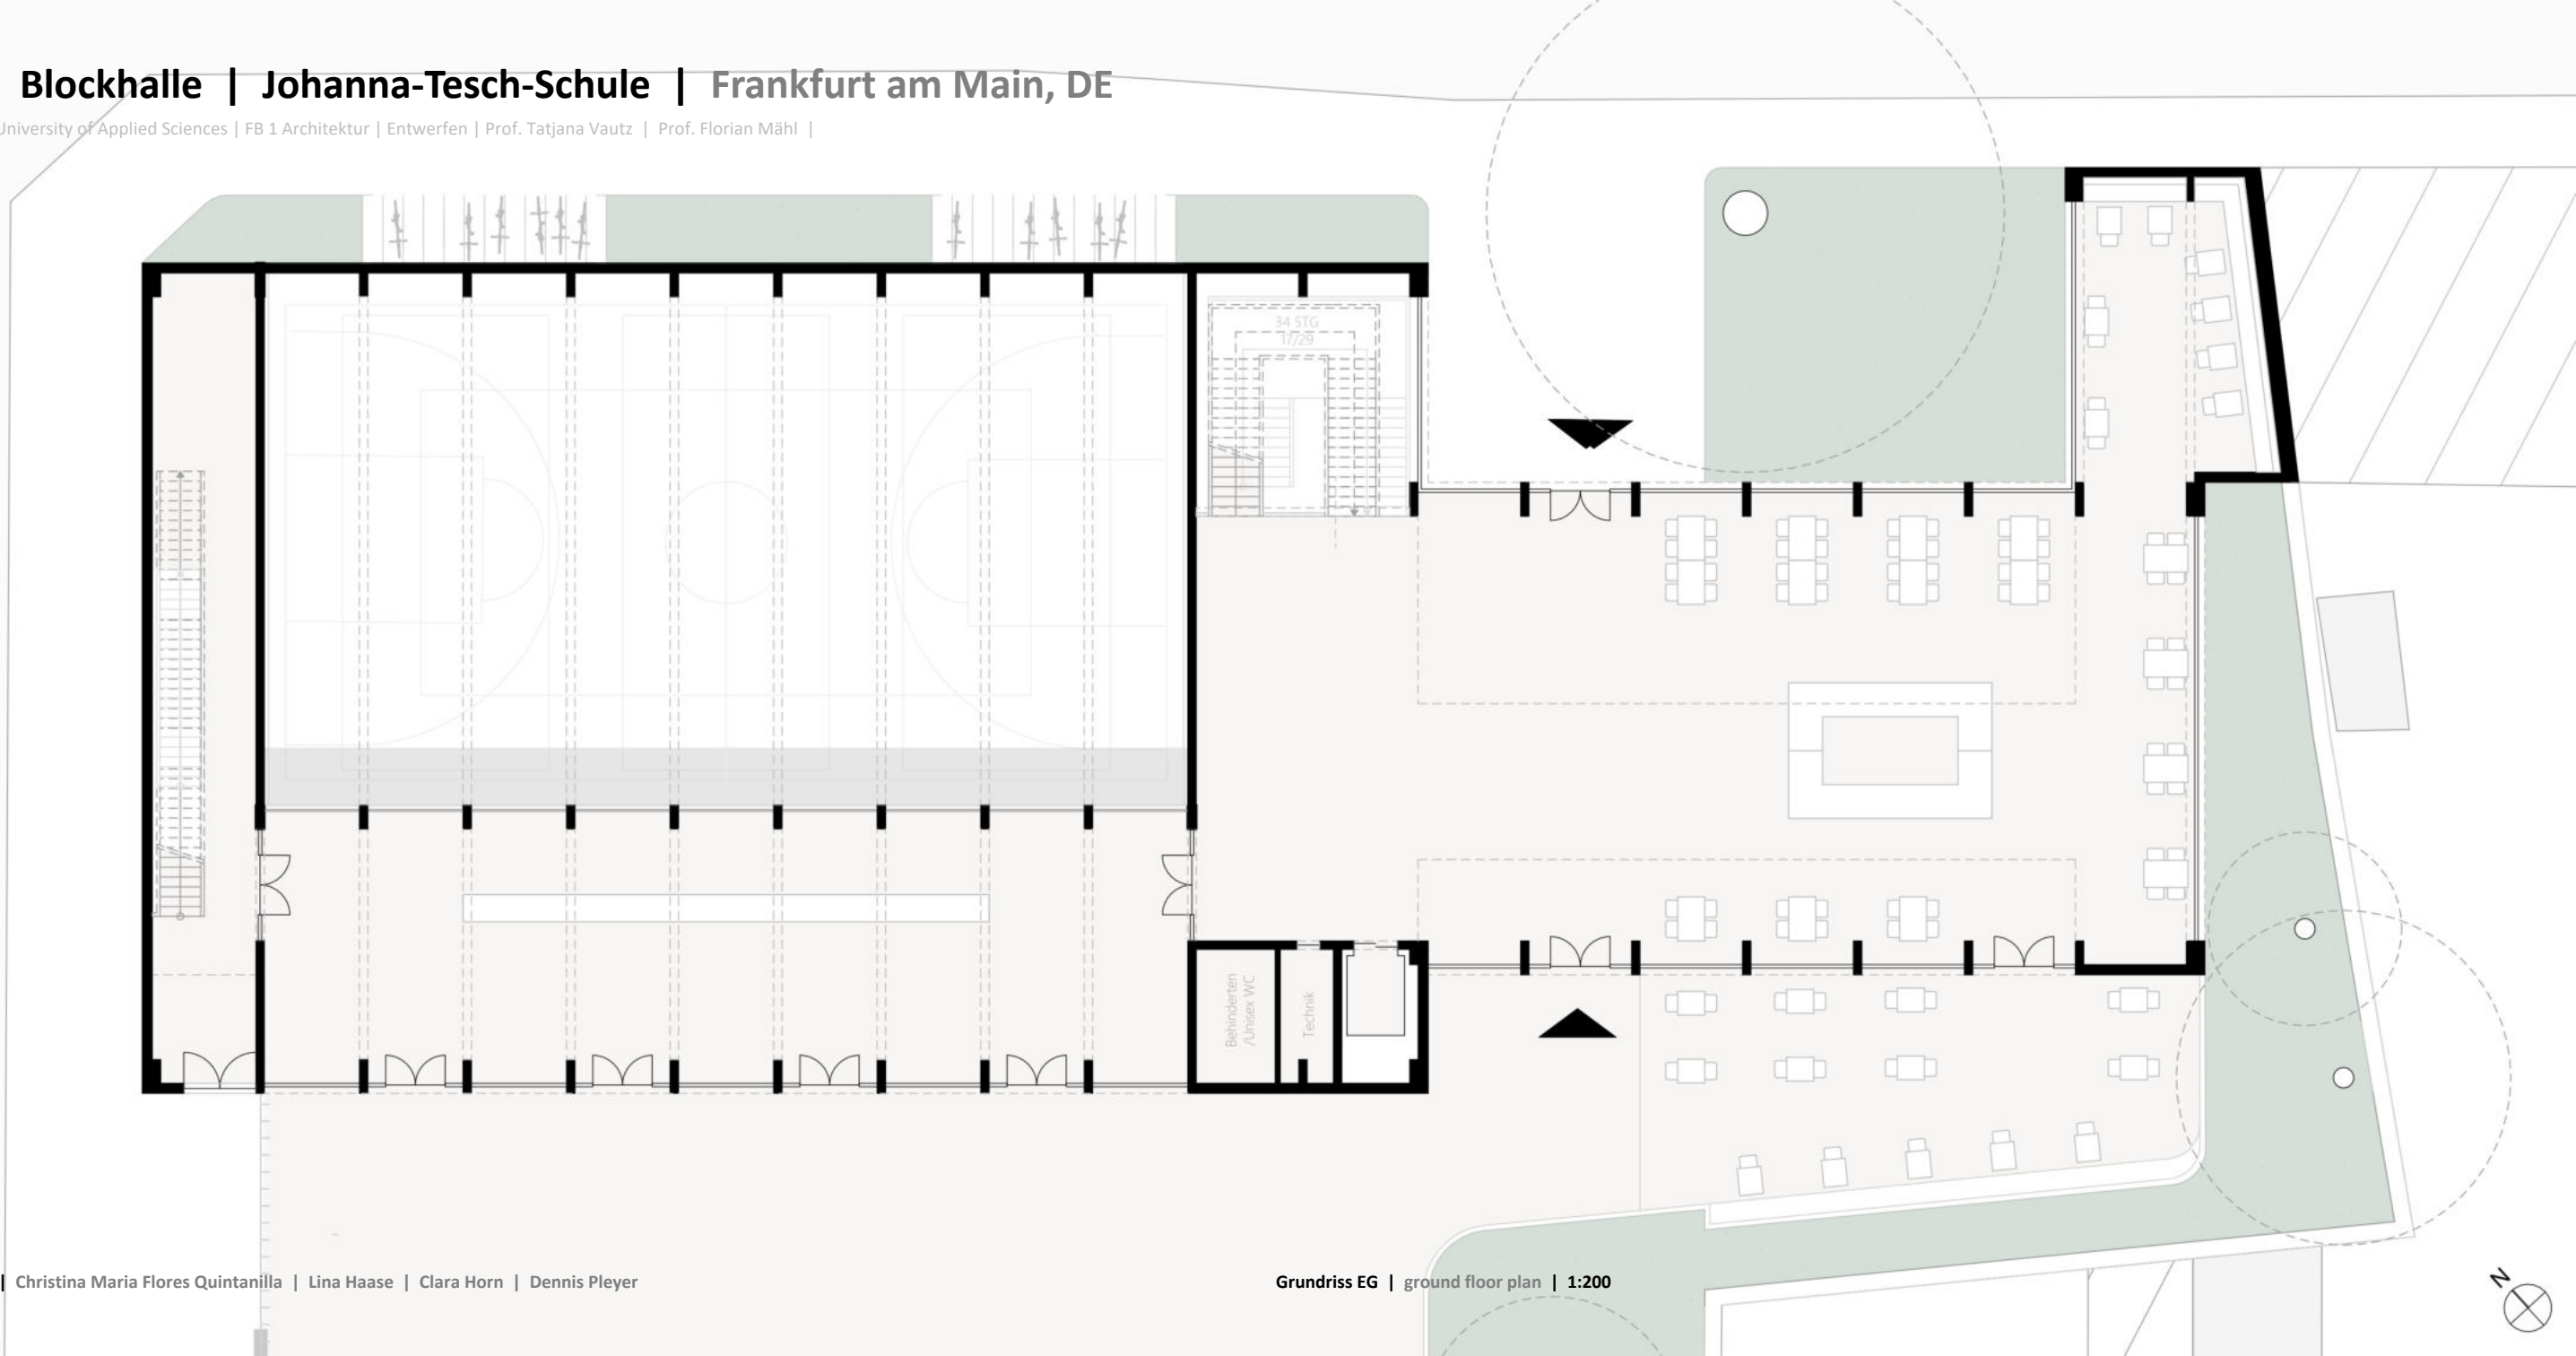 Blockhalle | Johanna-Tesch-Schule | Frankfurt am Main, DE
University of Applied Sciences | FB 1 Architektur | Entwerfen | Prof. Tatjana Vautz | Prof. Florian Mähl |
34 STG
17/29
Behinderten
/Unisex WC
Technik
| Christina Maria Flores Quintanilla | Lina Haase | Clara Horn | Dennis Pleyer
Grundriss EG | ground floor plan | 1:200
N